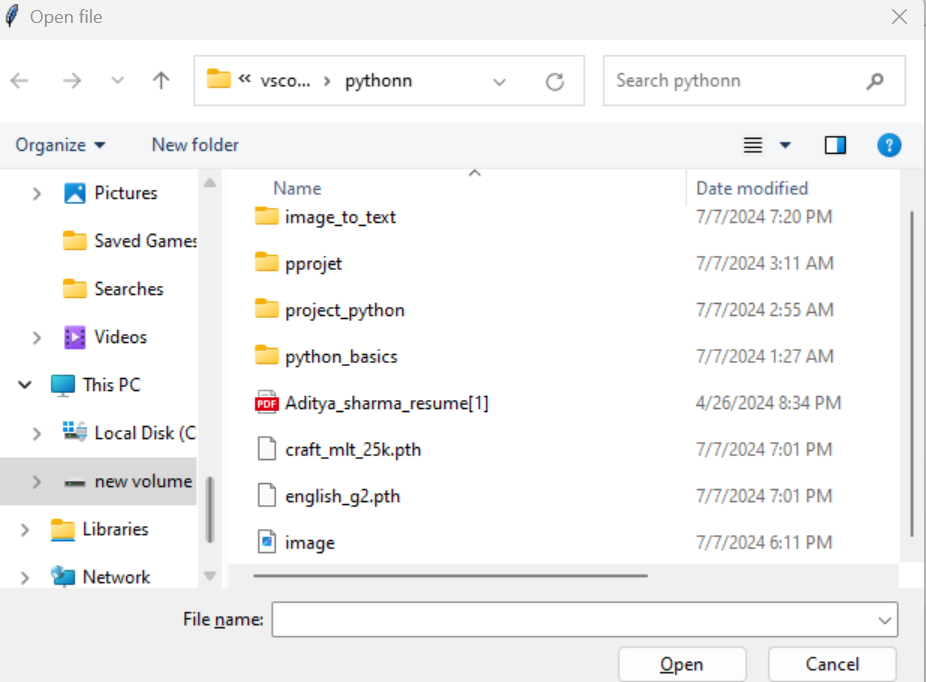 Open file
« vsco... › pythonn
Search pythonn
Organize
New folder
?
Name
Date modified
Pictures
Saved Games
Searches
Videos
This PC
Local Disk (C
new volume
Libraries
Network
image_to_text 7/7/2024 7:20 PM
pprojet 7/7/2024 3:11 AM
project_python 7/7/2024 2:55 AM
python_basics 7/7/2024 1:27 AM
PDF Aditya_sharma_resume[1] 4/26/2024 8:34 PM
craft_mlt_25k.pth 7/7/2024 7:01 PM
english_g2.pth 7/7/2024 7:01 PM
image 7/7/2024 6:11 PM
File name:
Open
Cancel